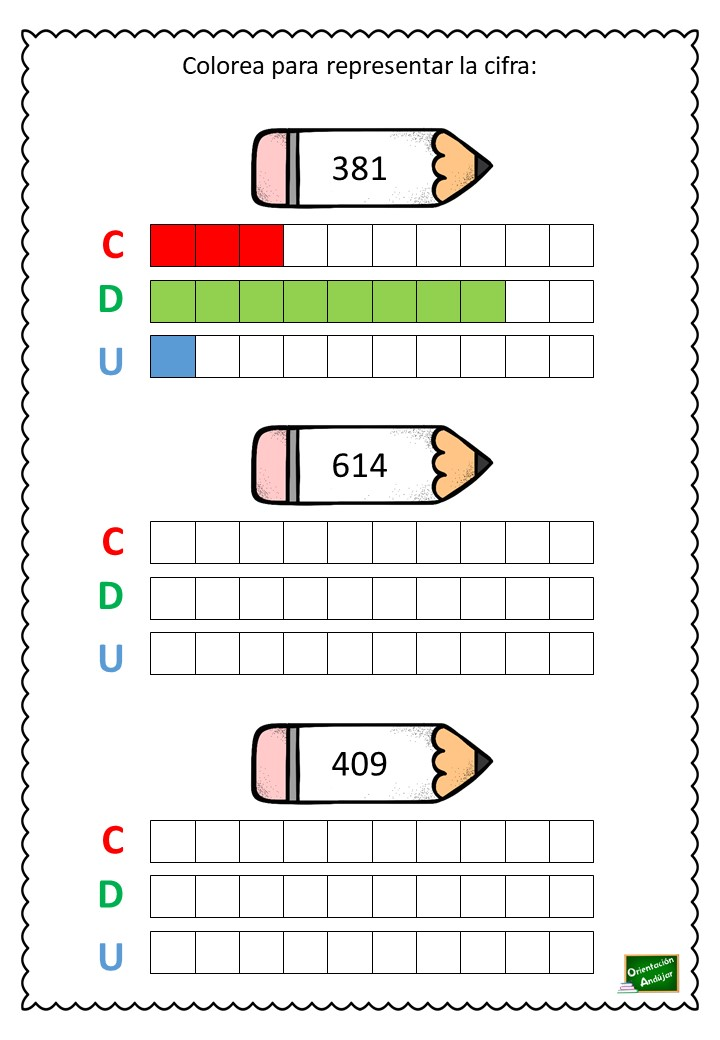 Colorea para representar la cifra:
381
C
D
U
614
C
D
U
409
C
D
U
Orientación
Andújar